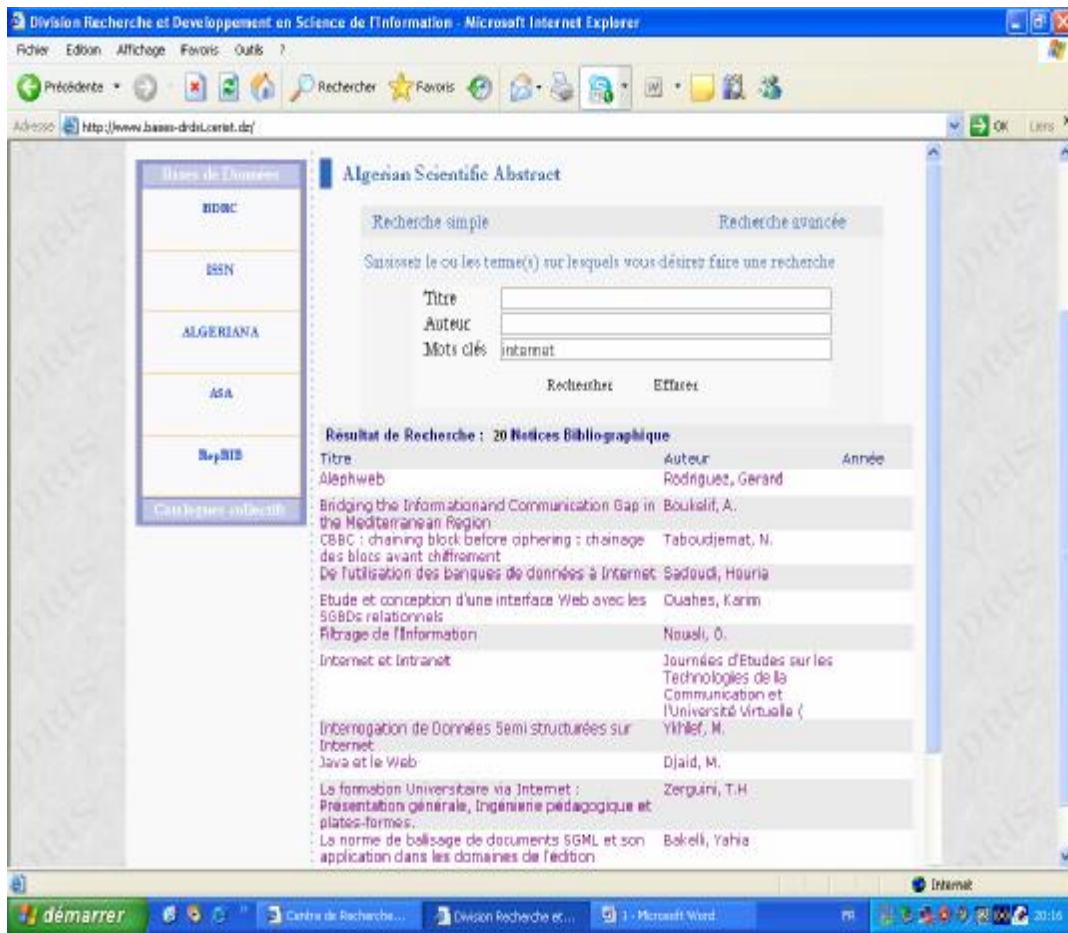 Division Recherche et Developpement en Science de l'Information - Microsoft Internet Explorer
Fichier Edition Affichage Favoris Outils ?
Précédente Rechercher Favoris
Adresse http://www.bases-drdsi.cerist.dz/ OK Liens
Bases de Données
BDBC
ISSN
ALGERIANA
ASA
RepBIB
Catalogues collectifs
Algerian Scientific Abstract
Recherche simple Recherche avancée
Saisissez le ou les terme(s) sur lesquels vous désirez faire une recherche
Titre
Auteur
Mots clés internet
Rechercher Effacer
Résultat de Recherche : 20 Notices Bibliographique
Titre Auteur Année
Alephweb Rodriguez, Gerard
Bridging the Informationand Communication Gap in Boukelif, A.
the Mediterranean Region
CBBC : chaining block before ciphering : chainage Taboudjemat, N.
des blocs avant chiffrement
De l'utilisation des banques de données à Internet Sadoudi, Houria
Etude et conception d'une interface Web avec les Ouahes, Karim
SGBDs relationnels
Filtrage de l'Information Nouali, O.
Internet et Intranet Journées d'Etudes sur les
Technologies de la
Communication et
l'Université Virtuelle (
Interrogation de Données Semi structurées sur Ykhlef, M.
Internet
Java et le Web Djaid, M.
La formation Universitaire via Internet : Zerguini, T.H
Présentation générale, Ingénierie pédagogique et
plates-formes.
La norme de balisage de documents SGML et son Bakelli, Yahia
application dans les domaines de l'édition
Internet
démarrer Centre de Recherche... Division Recherche et... 1 - Microsoft Word FR 20:16